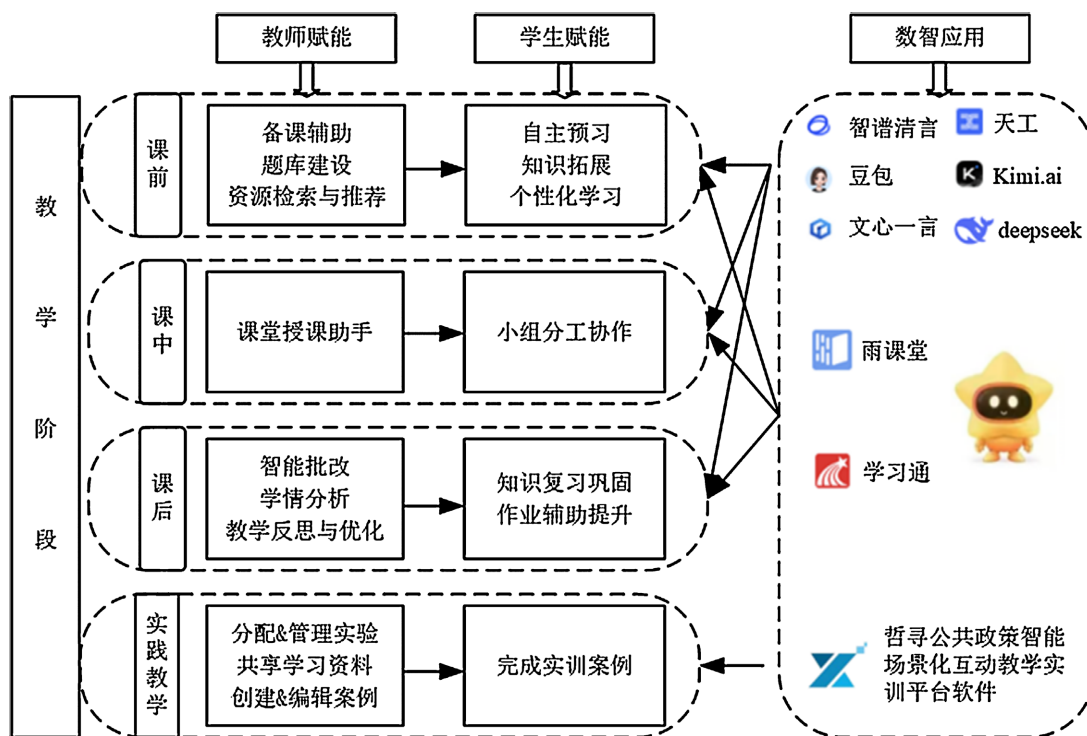 教师赋能
学生赋能
数智应用
教
学
阶
段
课
前
备课辅助
题库建设
资源检索与推荐
自主预习
知识拓展
个性化学习
课
中
课堂授课助手
小组分工协作
课
后
智能批改
学情分析
教学反思与优化
知识复习巩固
作业辅助提升
实
践
教
学
分配&管理实验
共享学习资料
创建&编辑案例
完成实训案例
智谱清言
天工
豆包
Kimi.ai
文心一言
deepseek
雨课堂
学习通
哲寻公共政策智能
场景化互动教学实
训平台软件